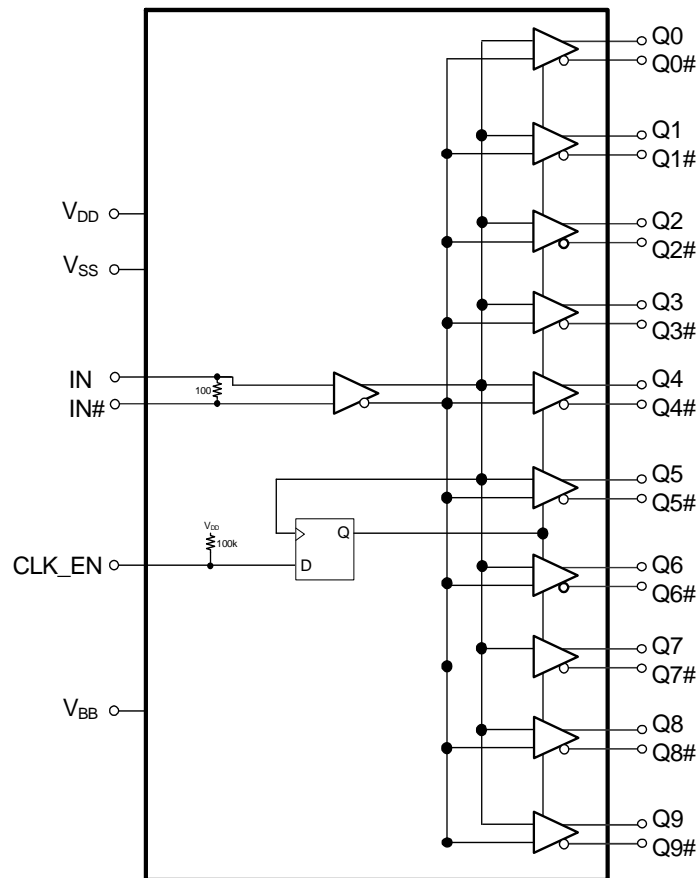 Q0
Q0#
Q1
Q1#
Q2
Q2#
Q3
Q3#
Q4
Q4#
Q5
Q5#
Q6
Q6#
Q7
Q7#
Q8
Q8#
Q9
Q9#
VDD
VSS
IN
IN#
100
VDD
100k
CLK_EN
Q
D
VBB